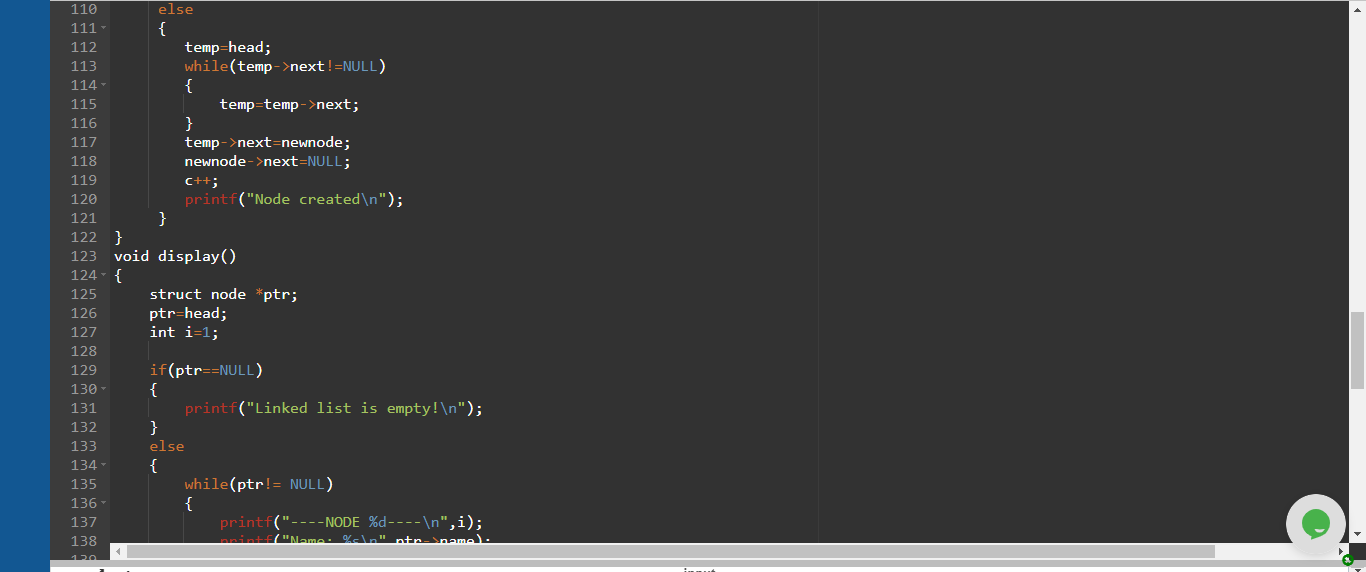 110 else
111 {
112 temp=head;
113 while(temp->next!=NULL)
114 {
115 temp=temp->next;
116 }
117 temp->next=newnode;
118 newnode->next=NULL;
119 c++;
120 printf("Node created\n");
121 }
122 }
123 void display()
124 {
125 struct node *ptr;
126 ptr=head;
127 int i=1;
128
129 if(ptr==NULL)
130 {
131 printf("Linked list is empty!\n");
132 }
133 else
134 {
135 while(ptr!= NULL)
136 {
137 printf("----NODE %d----\n",i);
138 printf("Name: %s\n",ptr->name);
139